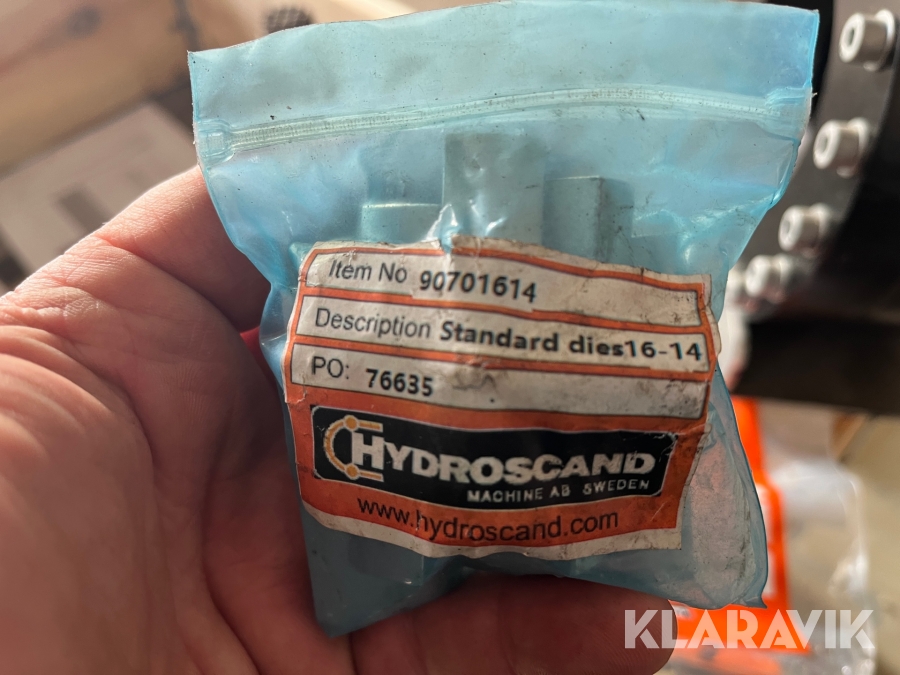 Item No 90701614
Description Standard dies16-14
PO: 76635
HYDROSCAND
MACHINE AB SWEDEN
www.hydroscand.com
KLARAVIK